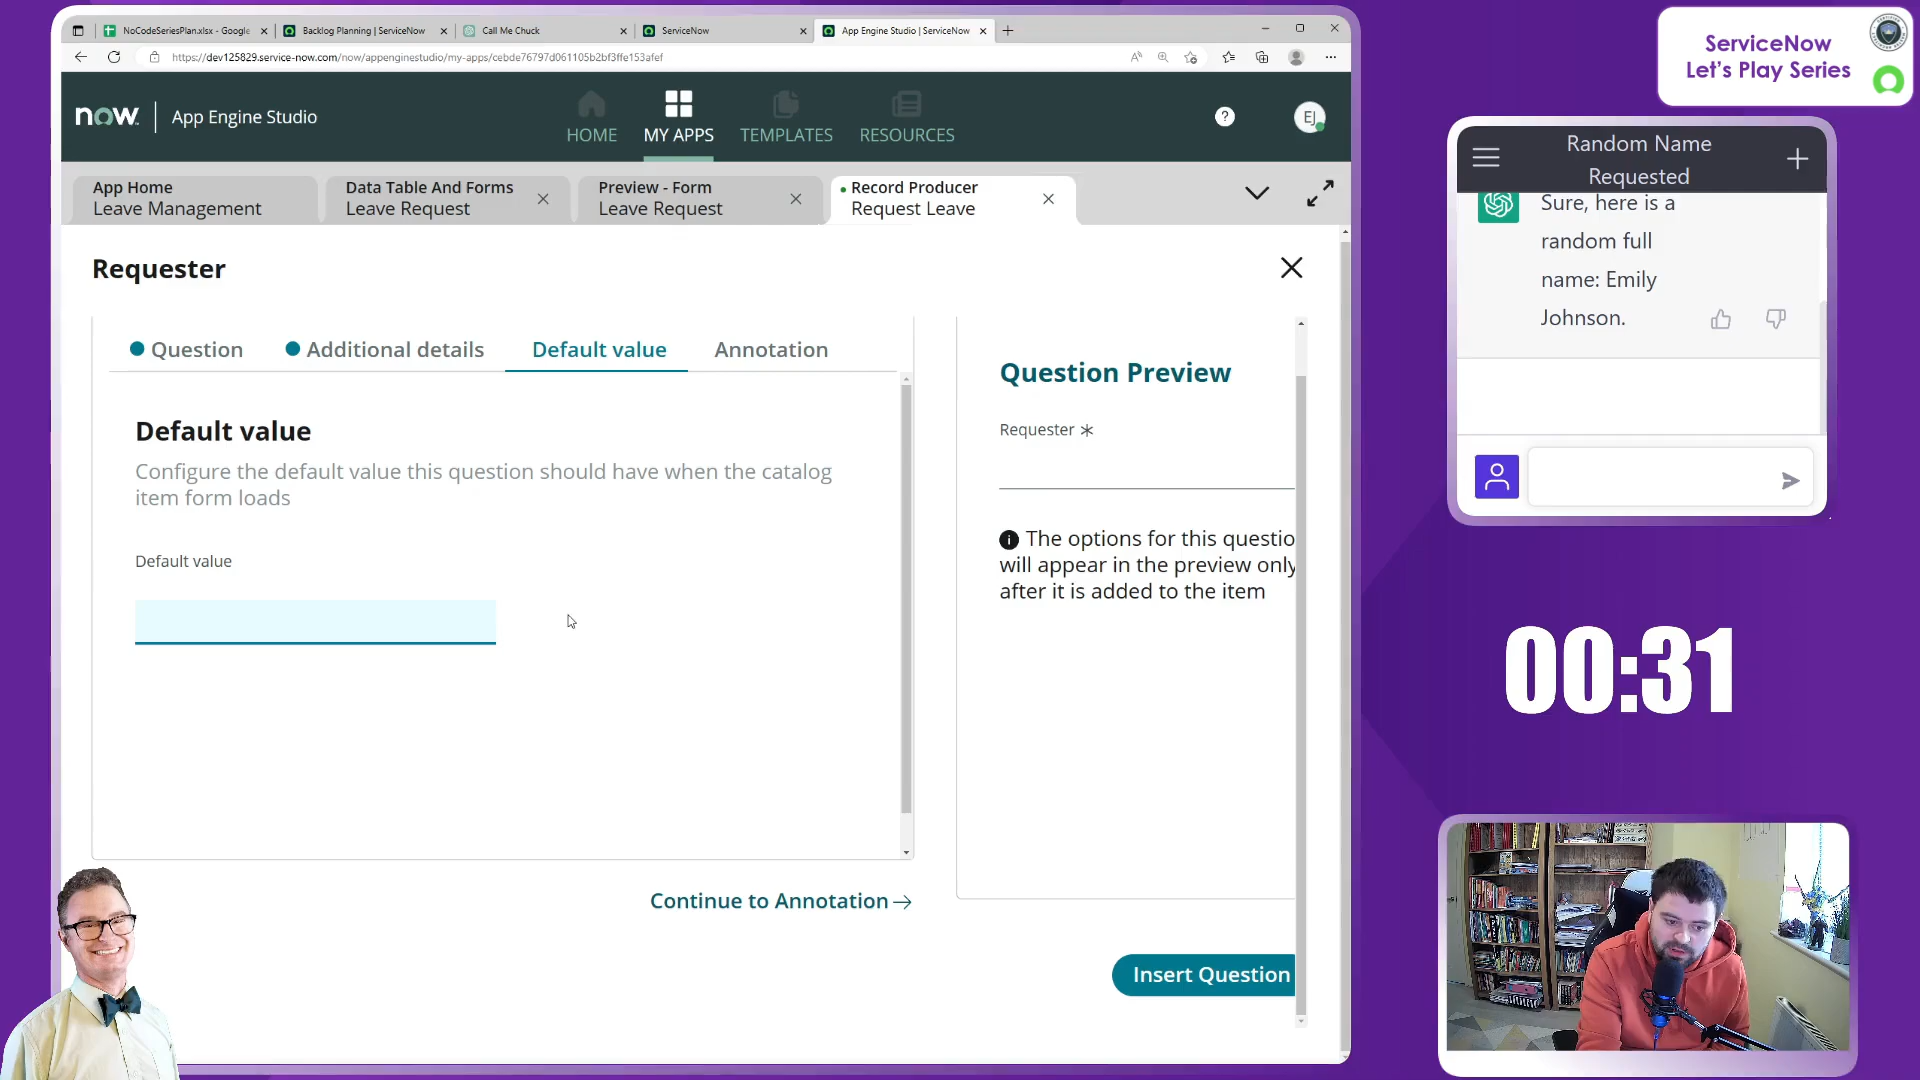 NoCodeSeriesPlan.xlsx - Google
Backlog Planning | ServiceNow
Call Me Chuck
ServiceNow
App Engine Studio | ServiceNow
https://dev125829.service-now.com/now/appenginestudio/my-apps/cebde76797d061105b2bf3ffe153afef
now
App Engine Studio
HOME
MY APPS
TEMPLATES
RESOURCES
?
EJ
App Home
Leave Management
Data Table And Forms
Leave Request
Preview - Form
Leave Request
Record Producer
Request Leave
Requester
Question
Additional details
Default value
Annotation
Default value
Configure the default value this question should have when the catalog
item form loads
Default value
Continue to Annotation
Question Preview
Requester *
The options for this questio
will appear in the preview only
after it is added to the item
Insert Question
ServiceNow
Let's Play Series
Random Name
Requested
Sure, here is a
random full
name: Emily
Johnson.
00:31